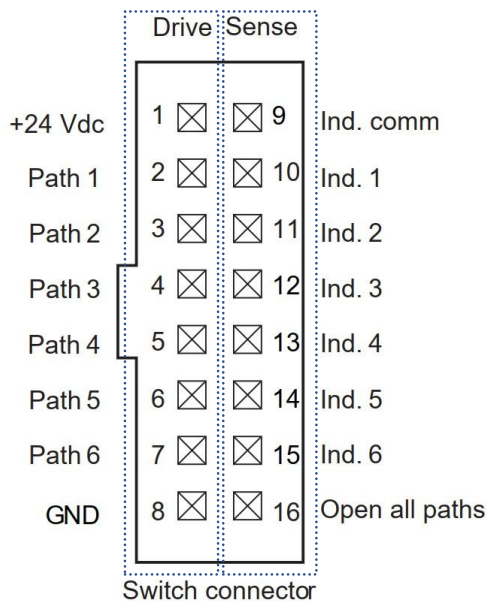 Drive Sense
+24 Vdc 1 9 Ind. comm
Path 1 2 10 Ind. 1
Path 2 3 11 Ind. 2
Path 3 4 12 Ind. 3
Path 4 5 13 Ind. 4
Path 5 6 14 Ind. 5
Path 6 7 15 Ind. 6
GND 8 16 Open all paths
Switch connector